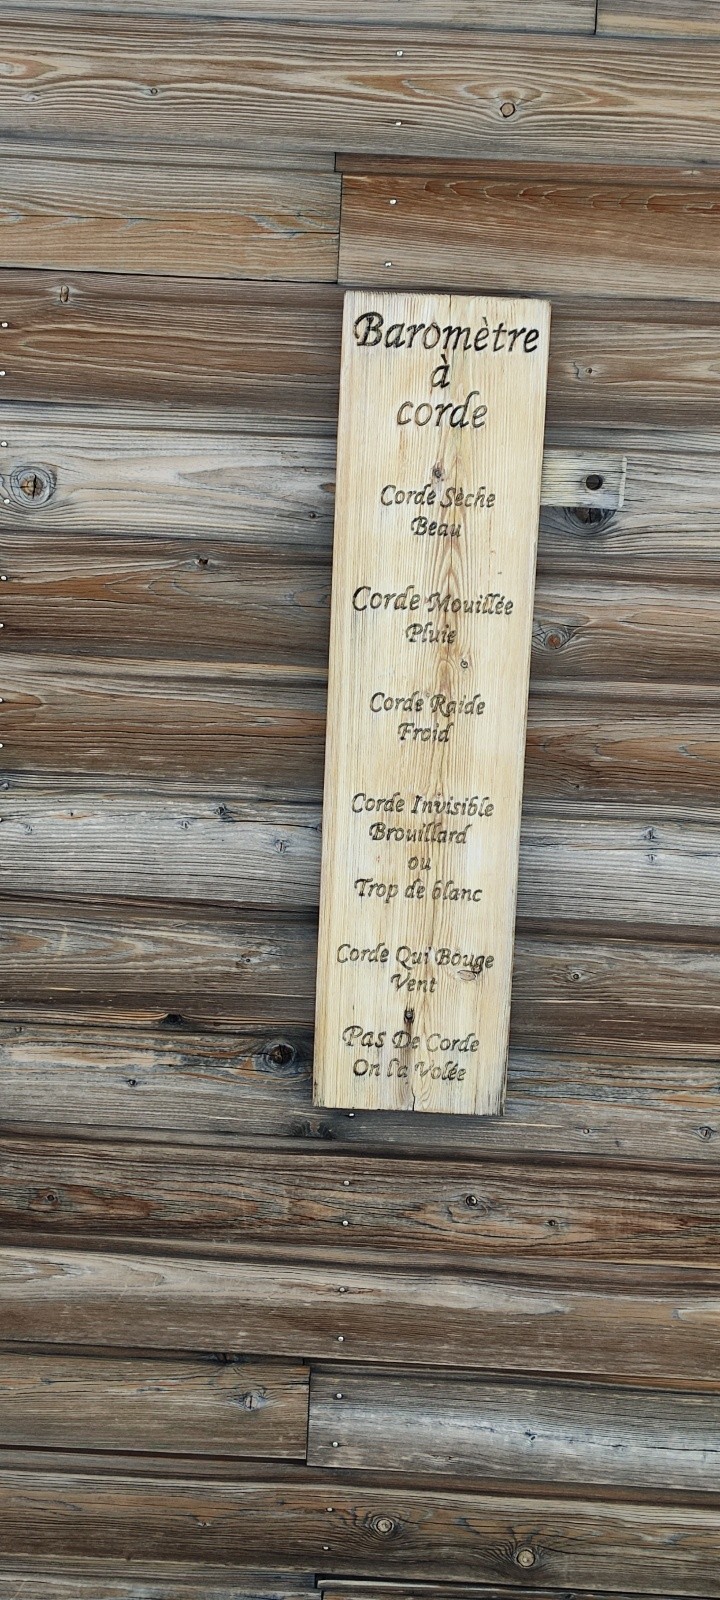 Baromètre
à
corde
Corde Sèche
Beau
Corde Mouillée
Pluie
Corde Raide
Froid
Corde Invisible
Brouillard
ou
Trop de blanc
Corde Qui Bouge
Vent
Pas De Corde
On l'a Volée